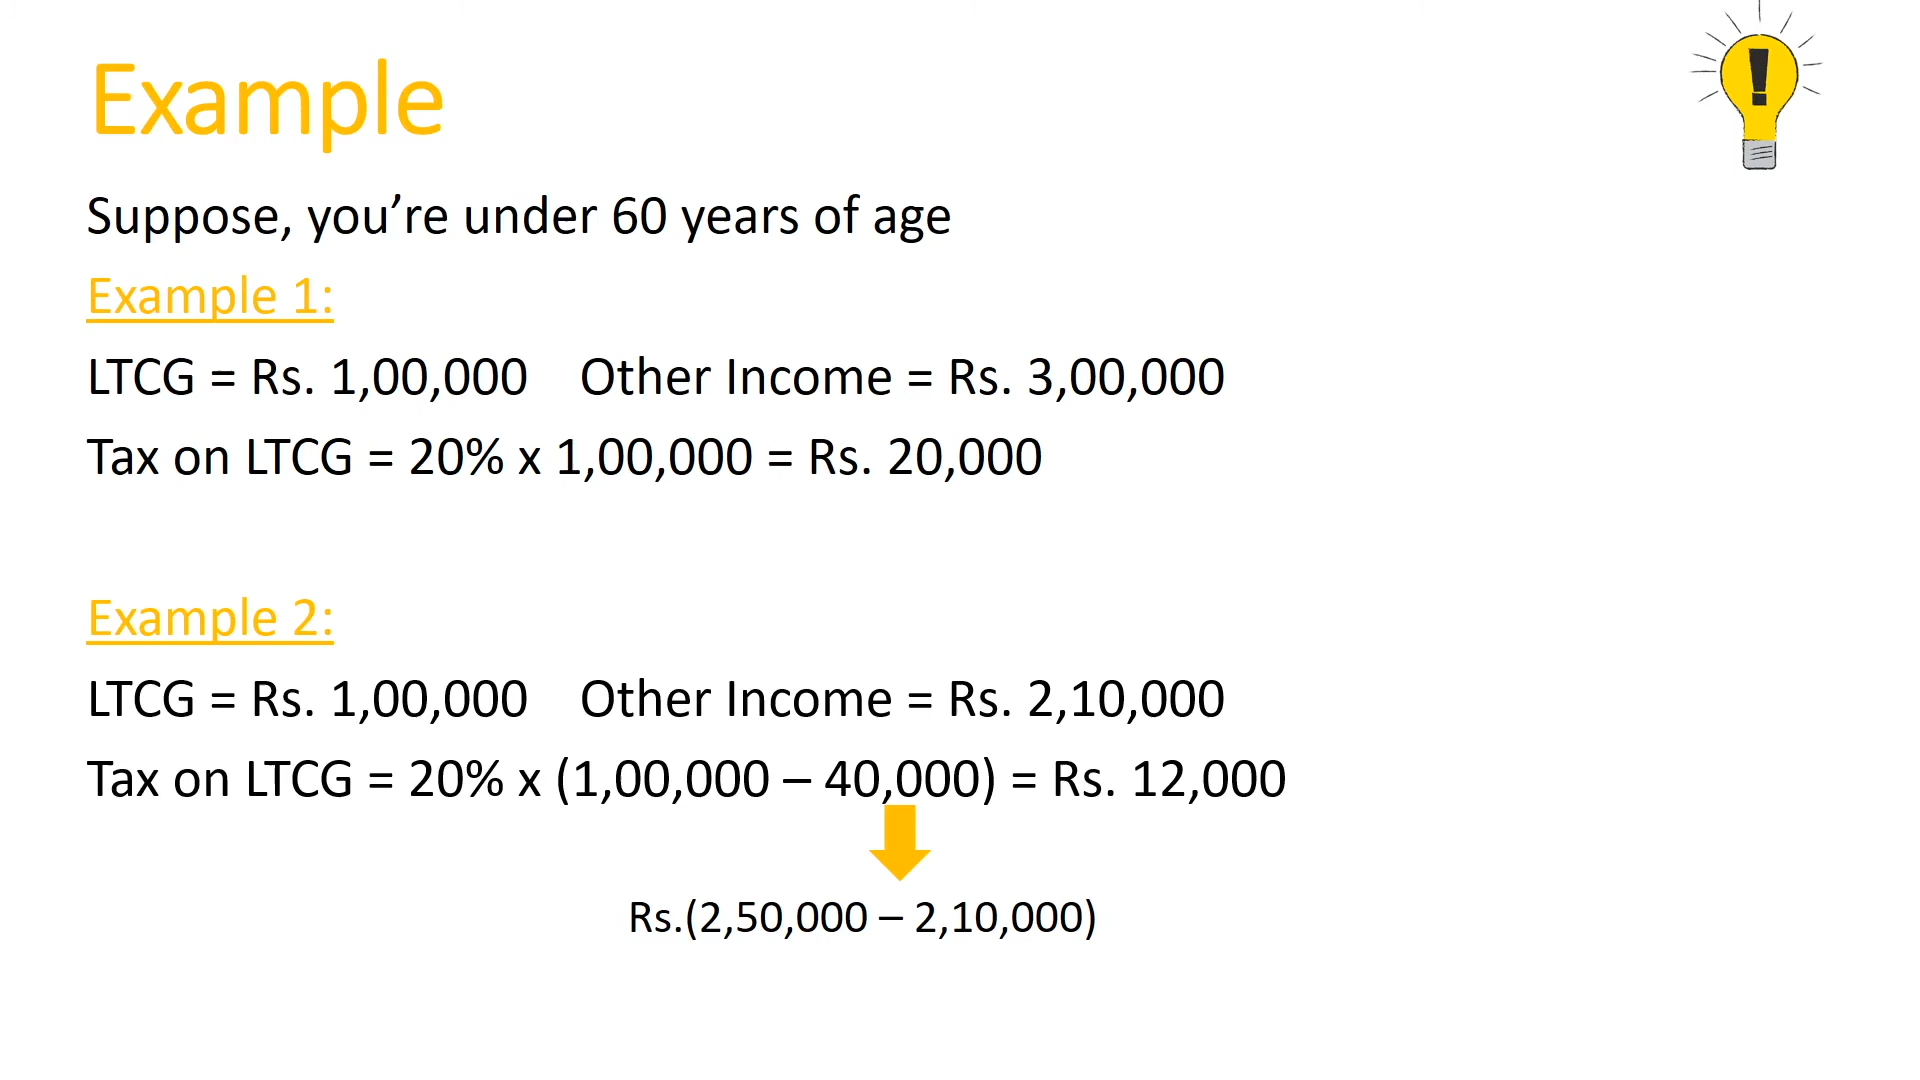 Example
Suppose, you’re under 60 years of age
Example 1:
LTCG = Rs. 1,00,000 Other Income = Rs. 3,00,000
Tax on LTCG = 20% x 1,00,000 = Rs. 20,000
Example 2:
LTCG = Rs. 1,00,000 Other Income = Rs. 2,10,000
Tax on LTCG = 20% x (1,00,000 – 40,000) = Rs. 12,000
Rs.(2,50,000 – 2,10,000)